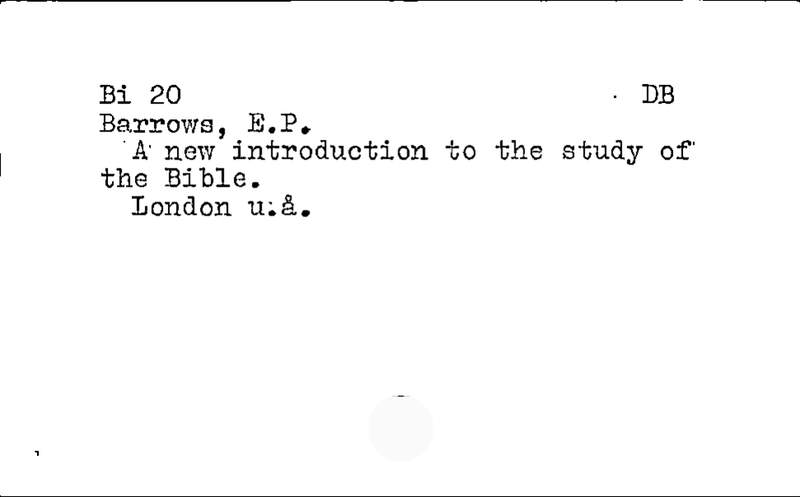 Bi 20 DB
Barrows, E.P.
A new introduction to the study of
the Bible.
London u.å.